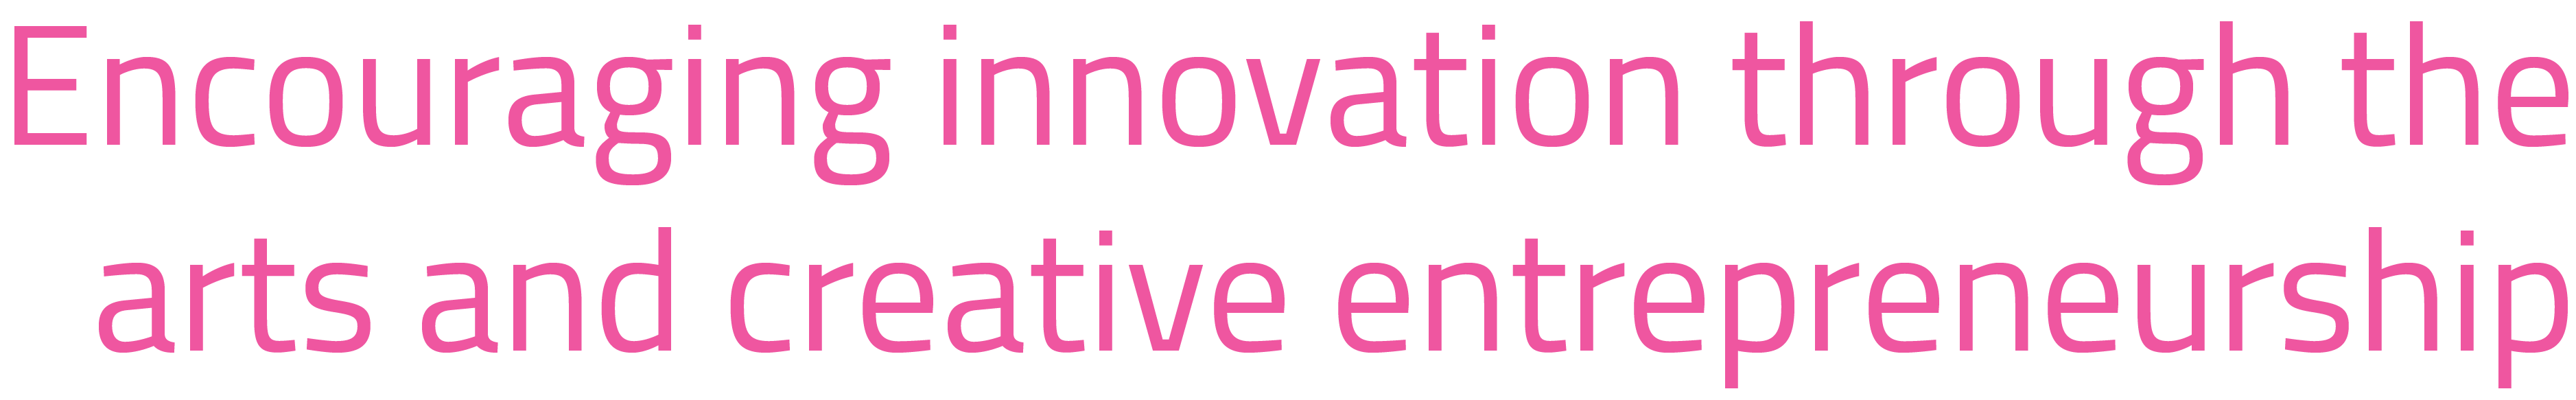 Encouraging innovation through the
arts and creative entrepreneurship